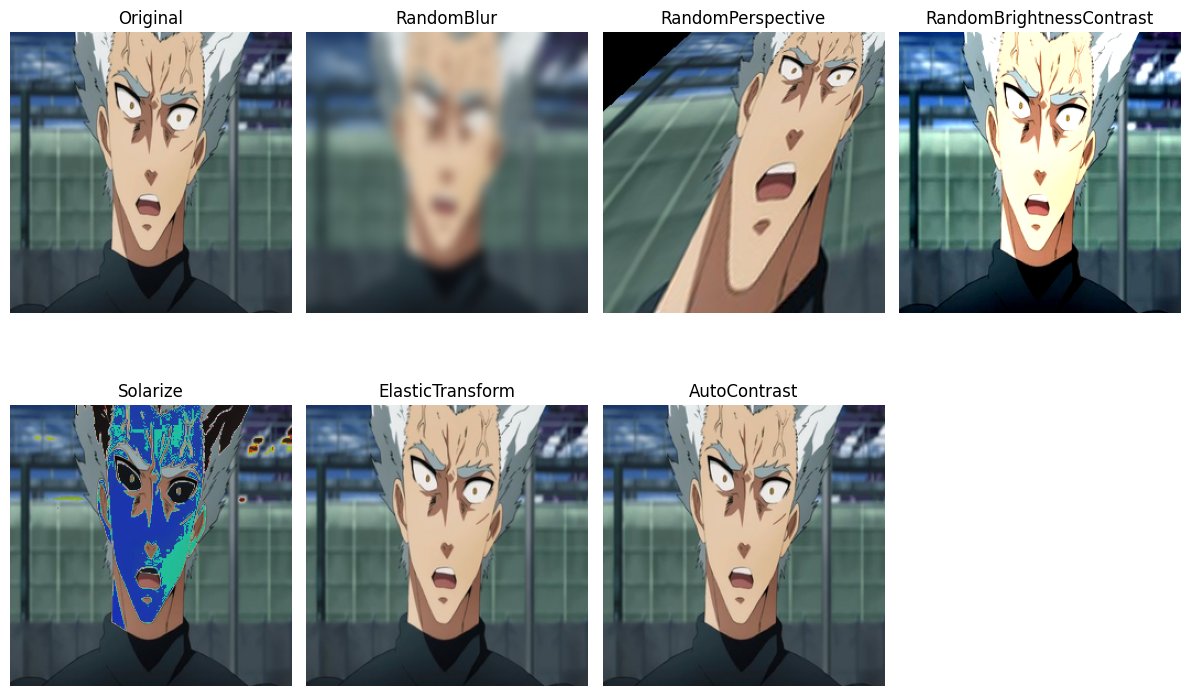 Original
RandomBlur
RandomPerspective
RandomBrightnessContrast
Solarize
ElasticTransform
AutoContrast